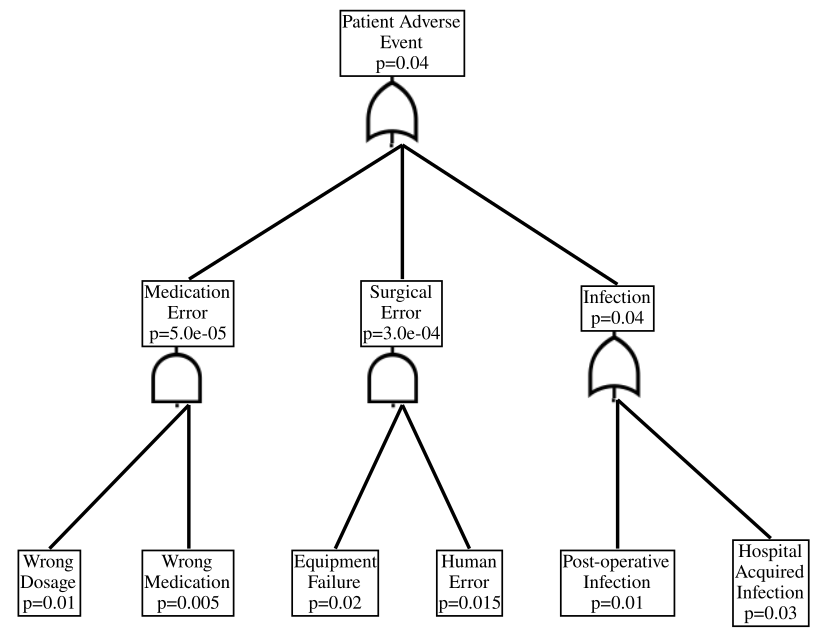 Patient Adverse
Event
p=0.04
Medication
Error
p=5.0e-05
Surgical
Error
p=3.0e-04
Infection
p=0.04
Wrong
Dosage
p=0.01
Wrong
Medication
p=0.005
Equipment
Failure
p=0.02
Human
Error
p=0.015
Post-operative
Infection
p=0.01
Hospital
Acquired
Infection
p=0.03